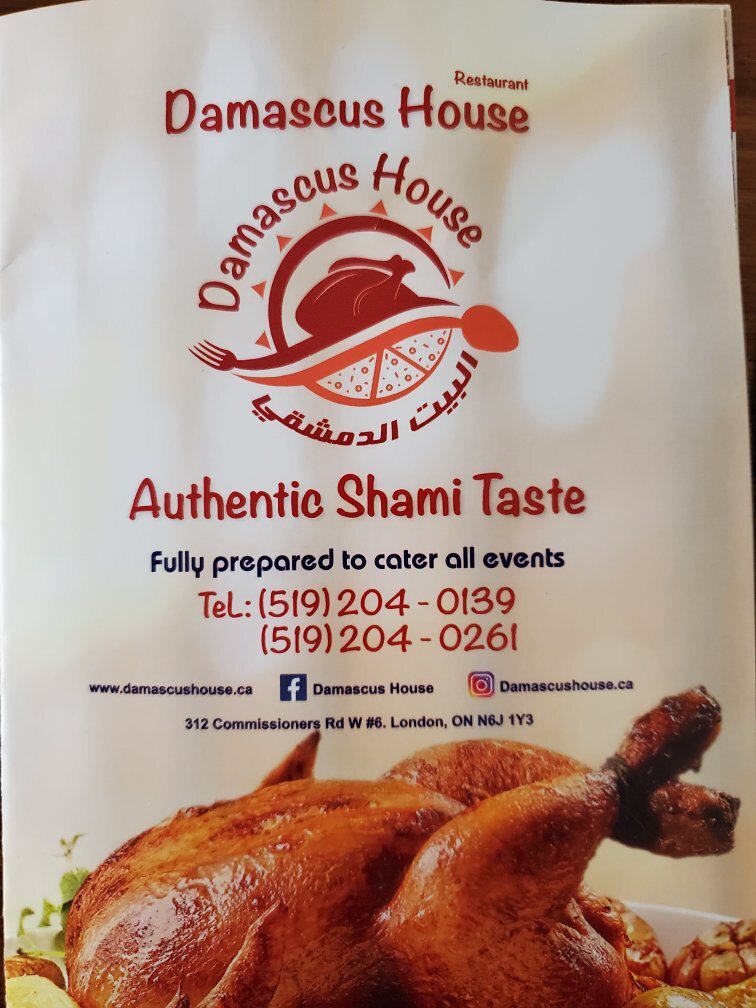 Restaurant
Damascus House
Damascus House
البيت الدمشقي
Authentic Shami Taste
Fully prepared to cater all events
Tel: (519) 204 - 0139
(519) 204 - 0261
www.damascushouse.ca Damascus House Damascushouse.ca
312 Commissioners Rd W #6. London, ON N6J 1Y3